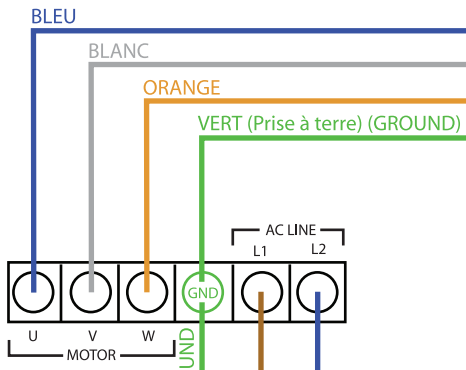 BLEU
BLANC
ORANGE
VERT (Prise à terre) (GROUND)
AC LINE
L1 L2
GND
U V W
MOTOR
UND